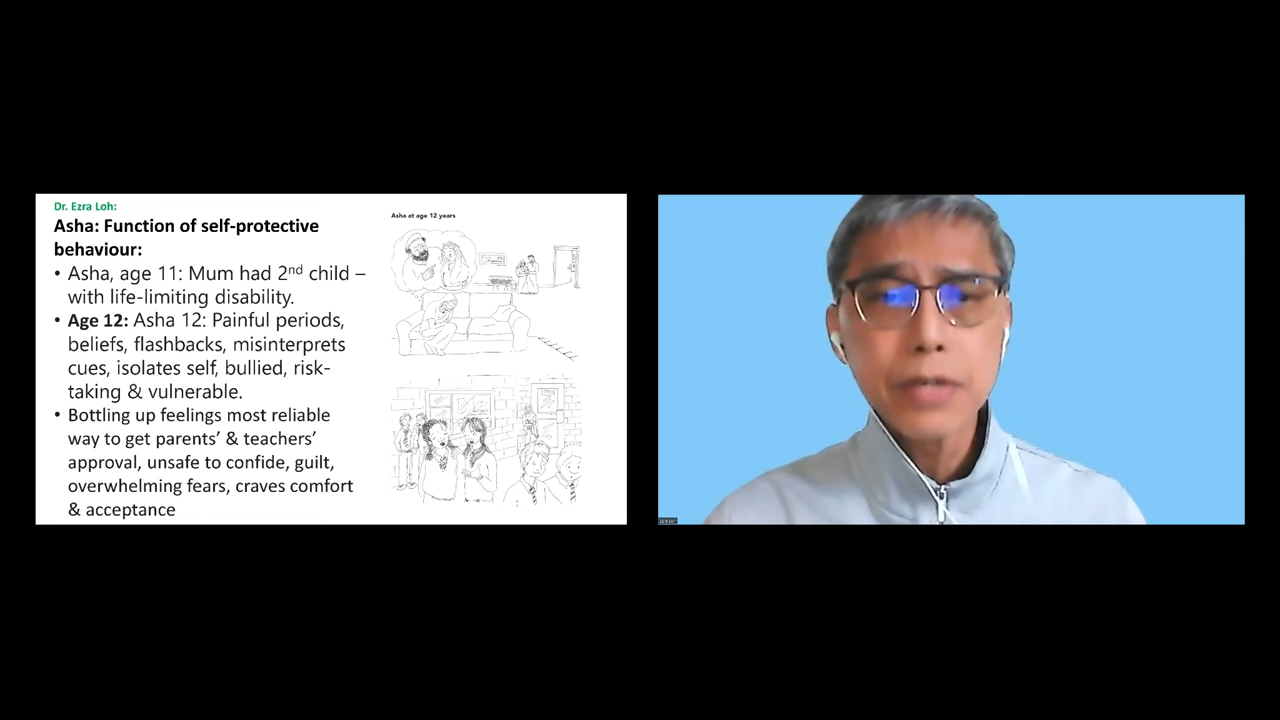 Dr. Ezra Loh:
Asha: Function of self-protective
behaviour:
• Asha, age 11: Mum had 2nd child –
with life-limiting disability.
• Age 12: Asha 12: Painful periods,
beliefs, flashbacks, misinterprets
cues, isolates self, bullied, risk-
taking & vulnerable.
• Bottling up feelings most reliable
way to get parents’ & teachers’
approval, unsafe to confide, guilt,
overwhelming fears, craves comfort
& acceptance
Asha at age 12 years